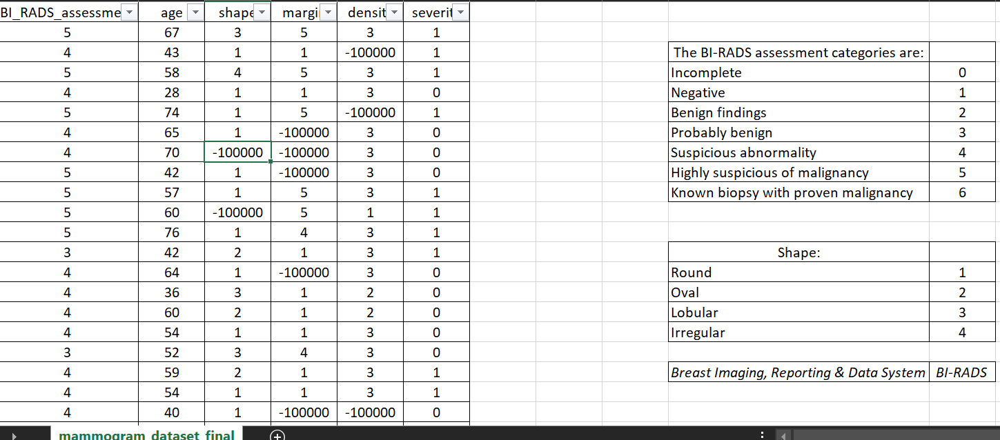 BI_RADS_assessme age shape margi densit severit
5 67 3 5 3 1
4 43 1 1 -100000 1 The BI-RADS assessment categories are:
5 58 4 5 3 1 Incomplete 0
4 28 1 1 3 0 Negative 1
5 74 1 5 -100000 1 Benign findings 2
4 65 1 -100000 3 0 Probably benign 3
4 70 -100000 -100000 3 0 Suspicious abnormality 4
5 42 1 -100000 3 0 Highly suspicious of malignancy 5
5 57 1 5 3 1 Known biopsy with proven malignancy 6
5 60 -100000 5 1 1
5 76 1 4 3 1
3 42 2 1 3 1 Shape:
4 64 1 -100000 3 0 Round 1
4 36 3 1 2 0 Oval 2
4 60 2 1 2 0 Lobular 3
4 54 1 1 3 0 Irregular 4
3 52 3 4 3 0
4 59 2 1 3 1 Breast Imaging, Reporting & Data System BI-RADS
4 54 1 1 3 1
4 40 1 -100000 -100000 0
mammogram_dataset_final